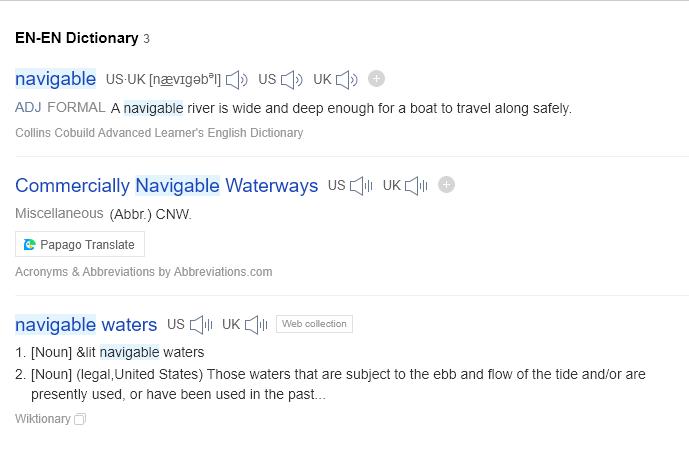 EN-EN Dictionary 3
navigable US·UK [nævɪgəbᵊl] US UK
ADJ FORMAL A navigable river is wide and deep enough for a boat to travel along safely.
Collins Cobuild Advanced Learner's English Dictionary
Commercially Navigable Waterways US UK
Miscellaneous (Abbr.) CNW.
Papago Translate
Acronyms & Abbreviations by Abbreviations.com
navigable waters US UK Web collection
1. [Noun] &lit navigable waters
2. [Noun] (legal,United States) Those waters that are subject to the ebb and flow of the tide and/or are
presently used, or have been used in the past...
Wiktionary